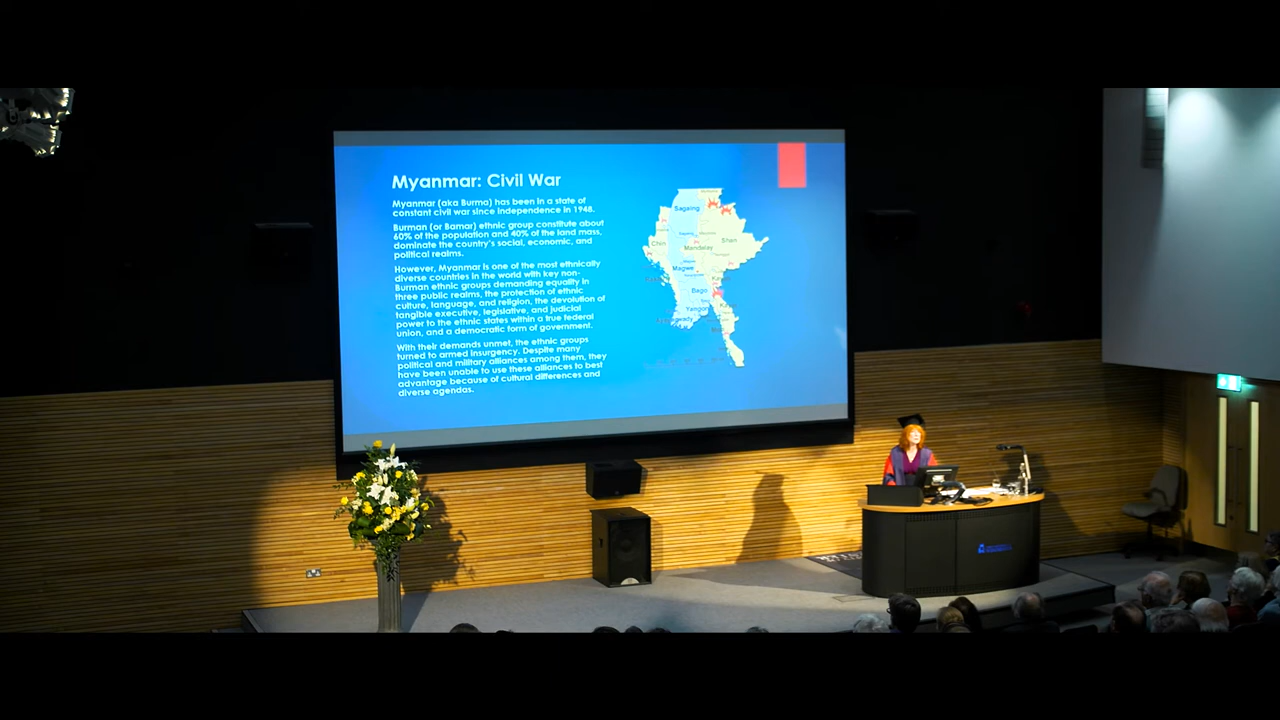 Myanmar: Civil War
Myanmar (aka Burma) has been in a state of
constant civil war since independence in 1948.
Burman (or Bamar) ethnic group constitute about
60% of the population and 40% of the land mass,
dominate the country's social, economic, and
political realms.
However, Myanmar is one of the most ethnically
diverse countries in the world with key non-
Burman ethnic groups demanding equality in
three public realms, the protection of ethnic
culture, language, and religion, the devolution of
tangible executive, legislative, and judicial
power to the ethnic states within a true federal
union, and a democratic form of government.
With their demands unmet, the ethnic groups
turned to armed insurgency. Despite many
political and military alliances among them, they
have been unable to use these alliances to best
advantage because of cultural differences and
diverse agendas.
Sagaing
Chin
Shan
Mandalay
Magwe
Bago
Yangon